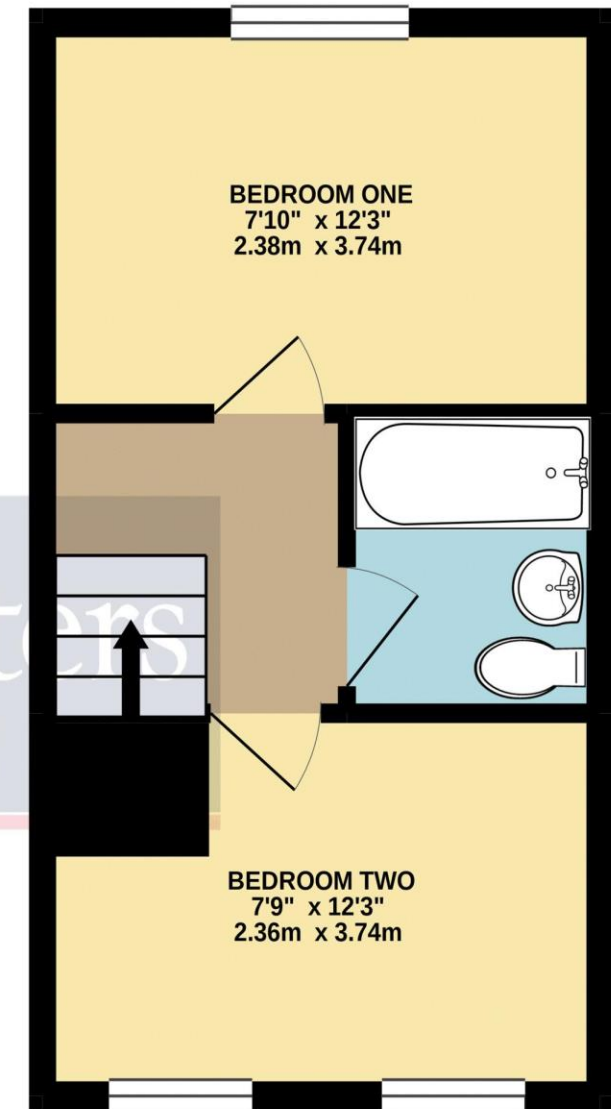 BEDROOM ONE
7'10" x 12'3"
2.38m x 3.74m
ters
BEDROOM TWO
7'9" x 12'3"
2.36m x 3.74m